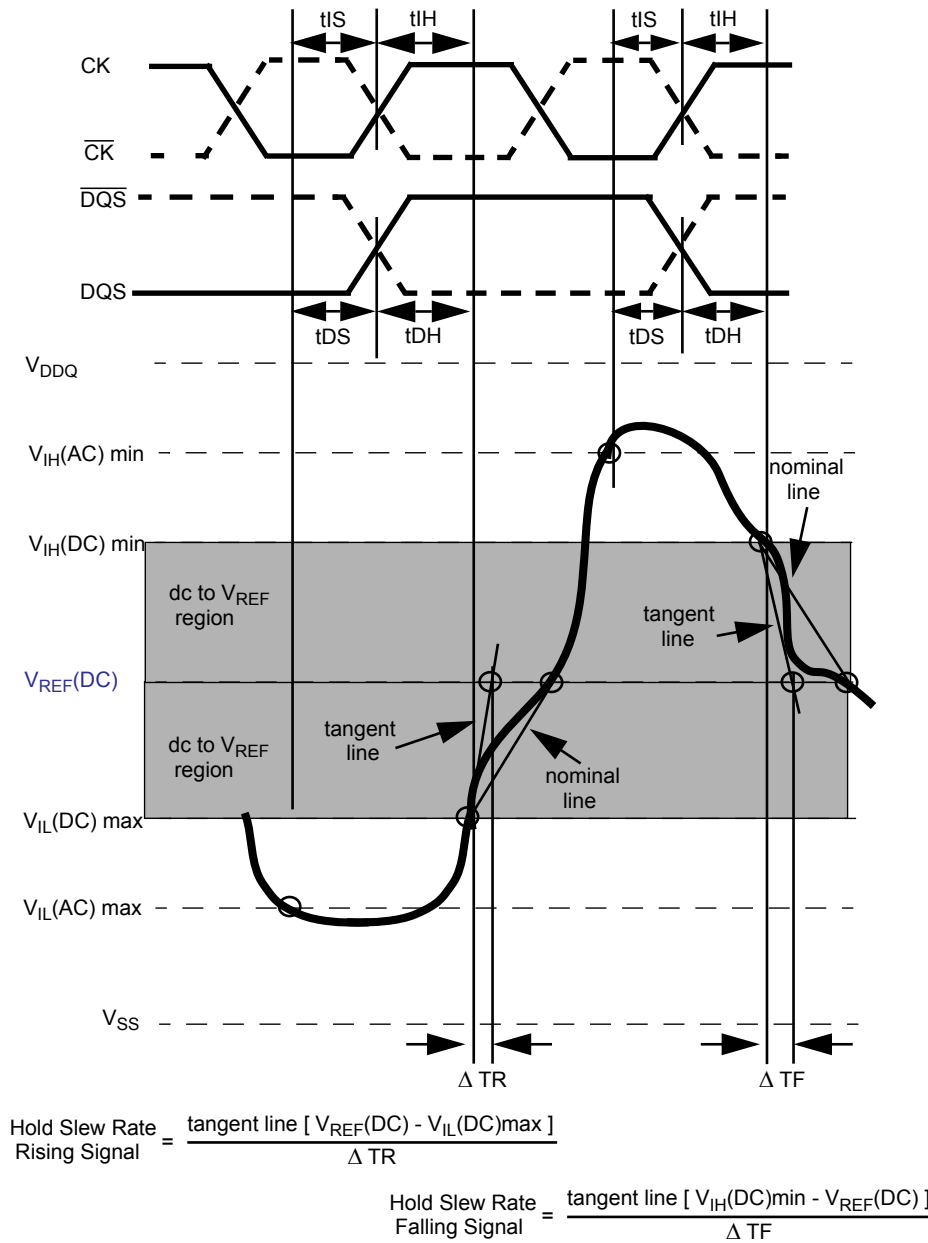 tIS tIH tIS tIH
CK
C̅K̅
D̅Q̅S̅
DQS
tDS tDH tDS tDH
VDDQ
VIH(AC) min
nominal
line
VIH(DC) min
dc to VREF
region
tangent
line
VREF(DC)
tangent
line
dc to VREF
region
nominal
line
VIL(DC) max
VIL(AC) max
VSS
Δ TR Δ TF
Hold Slew Rate
Rising Signal = tangent line [ VREF(DC) - VIL(DC)max ]
Δ TR
Hold Slew Rate
Falling Signal = tangent line [ VIH(DC)min - VREF(DC) ]
Δ TF